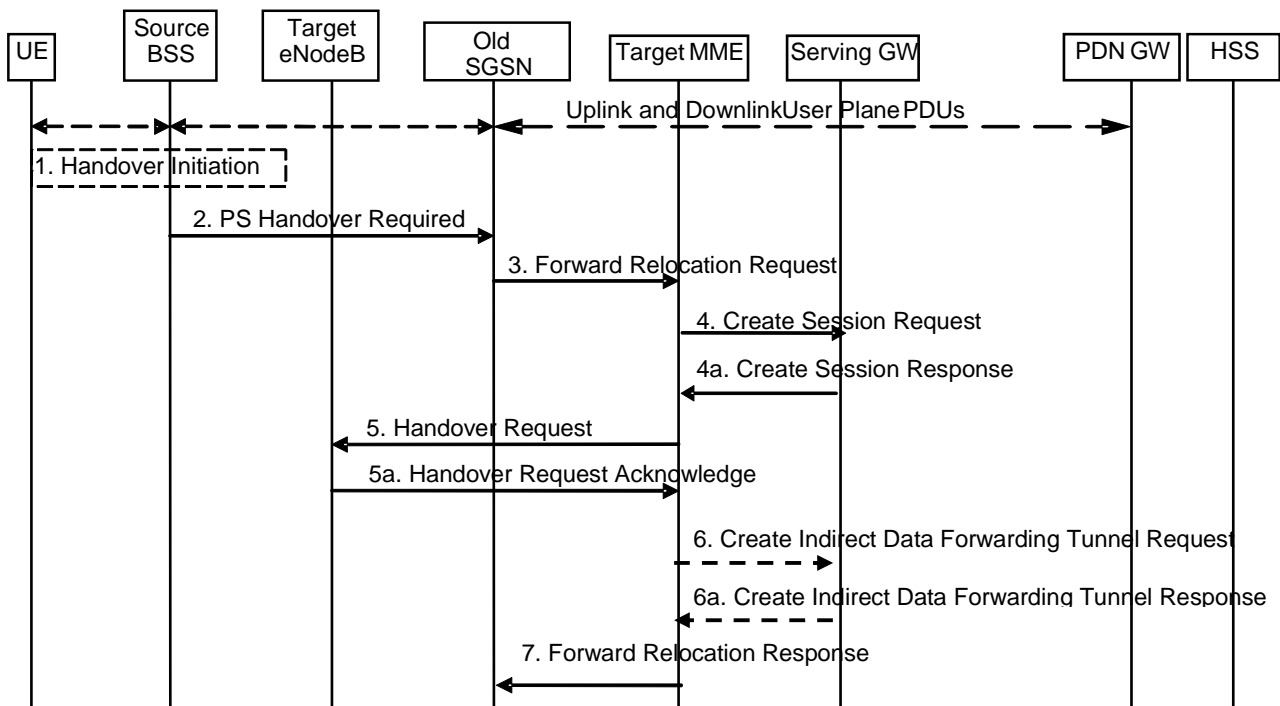 UE
Source
BSS
Target
eNodeB
Old
SGSN
Target MME
Serving GW
PDN GW
HSS
Uplink and DownlinkUser Plane PDUs
1. Handover Initiation
2. PS Handover Required
3. Forward Relocation Request
4. Create Session Request
4a. Create Session Response
5. Handover Request
5a. Handover Request Acknowledge
6. Create Indirect Data Forwarding Tunnel Request
6a. Create Indirect Data Forwarding Tunnel Response
7. Forward Relocation Response